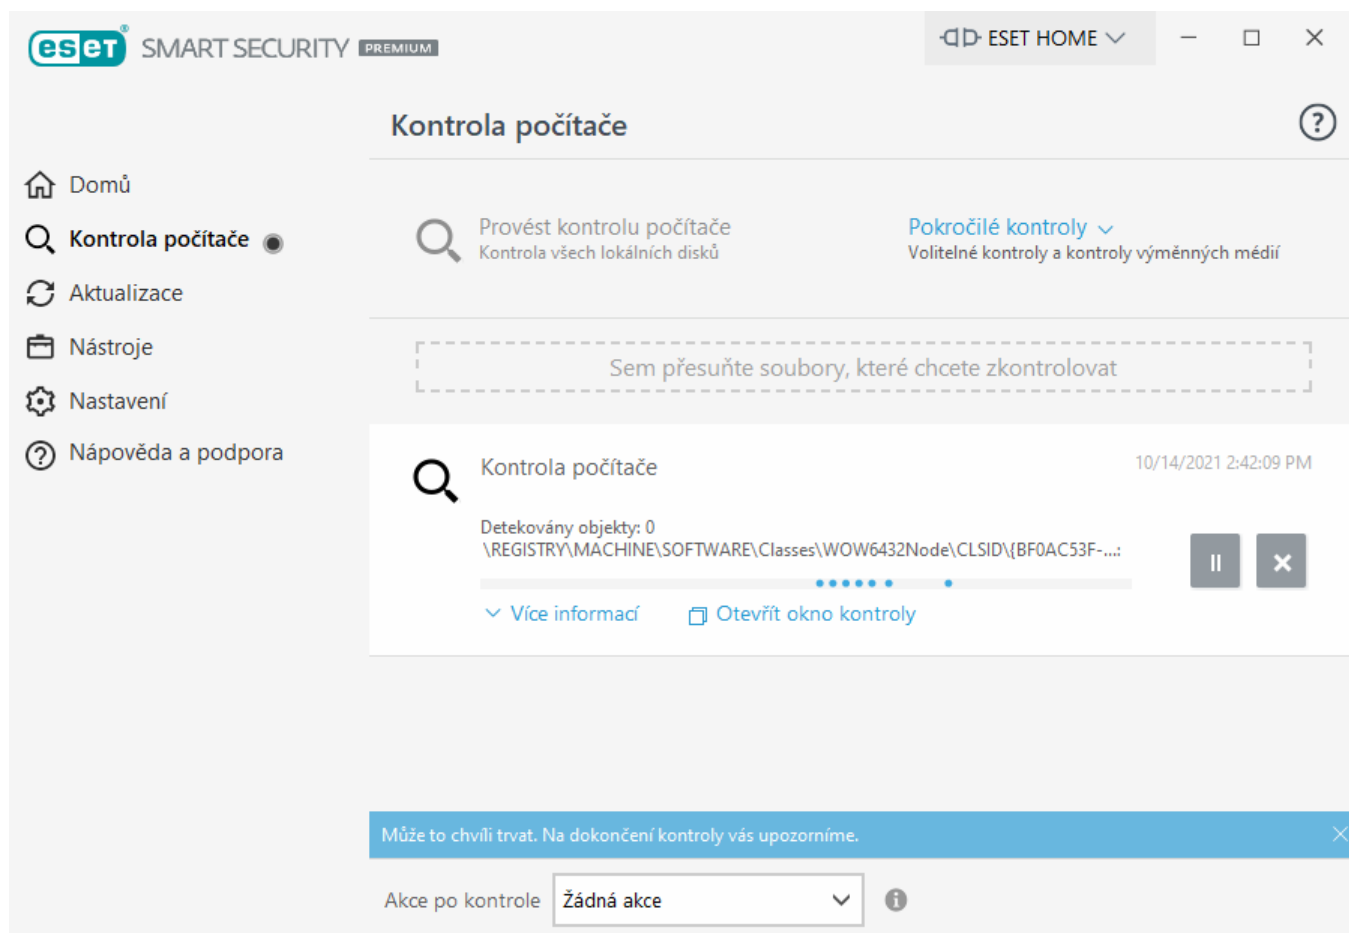 eset® SMART SECURITY PREMIUM
ESET HOME
Kontrola počítače
Domů
Kontrola počítače
Aktualizace
Nástroje
Nastavení
Nápověda a podpora
Provést kontrolu počítače
Kontrola všech lokálních disků
Pokročilé kontroly
Volitelné kontroly a kontroly výměnných médií
Sem přesuňte soubory, které chcete zkontrolovat
Kontrola počítače
10/14/2021 2:42:09 PM
Detekovány objekty: 0
\REGISTRY\MACHINE\SOFTWARE\Classes\WOW6432Node\CLSID\{BF0AC53F-...:
Více informací
Otevřít okno kontroly
Může to chvíli trvat. Na dokončení kontroly vás upozorníme.
Akce po kontrole Žádná akce